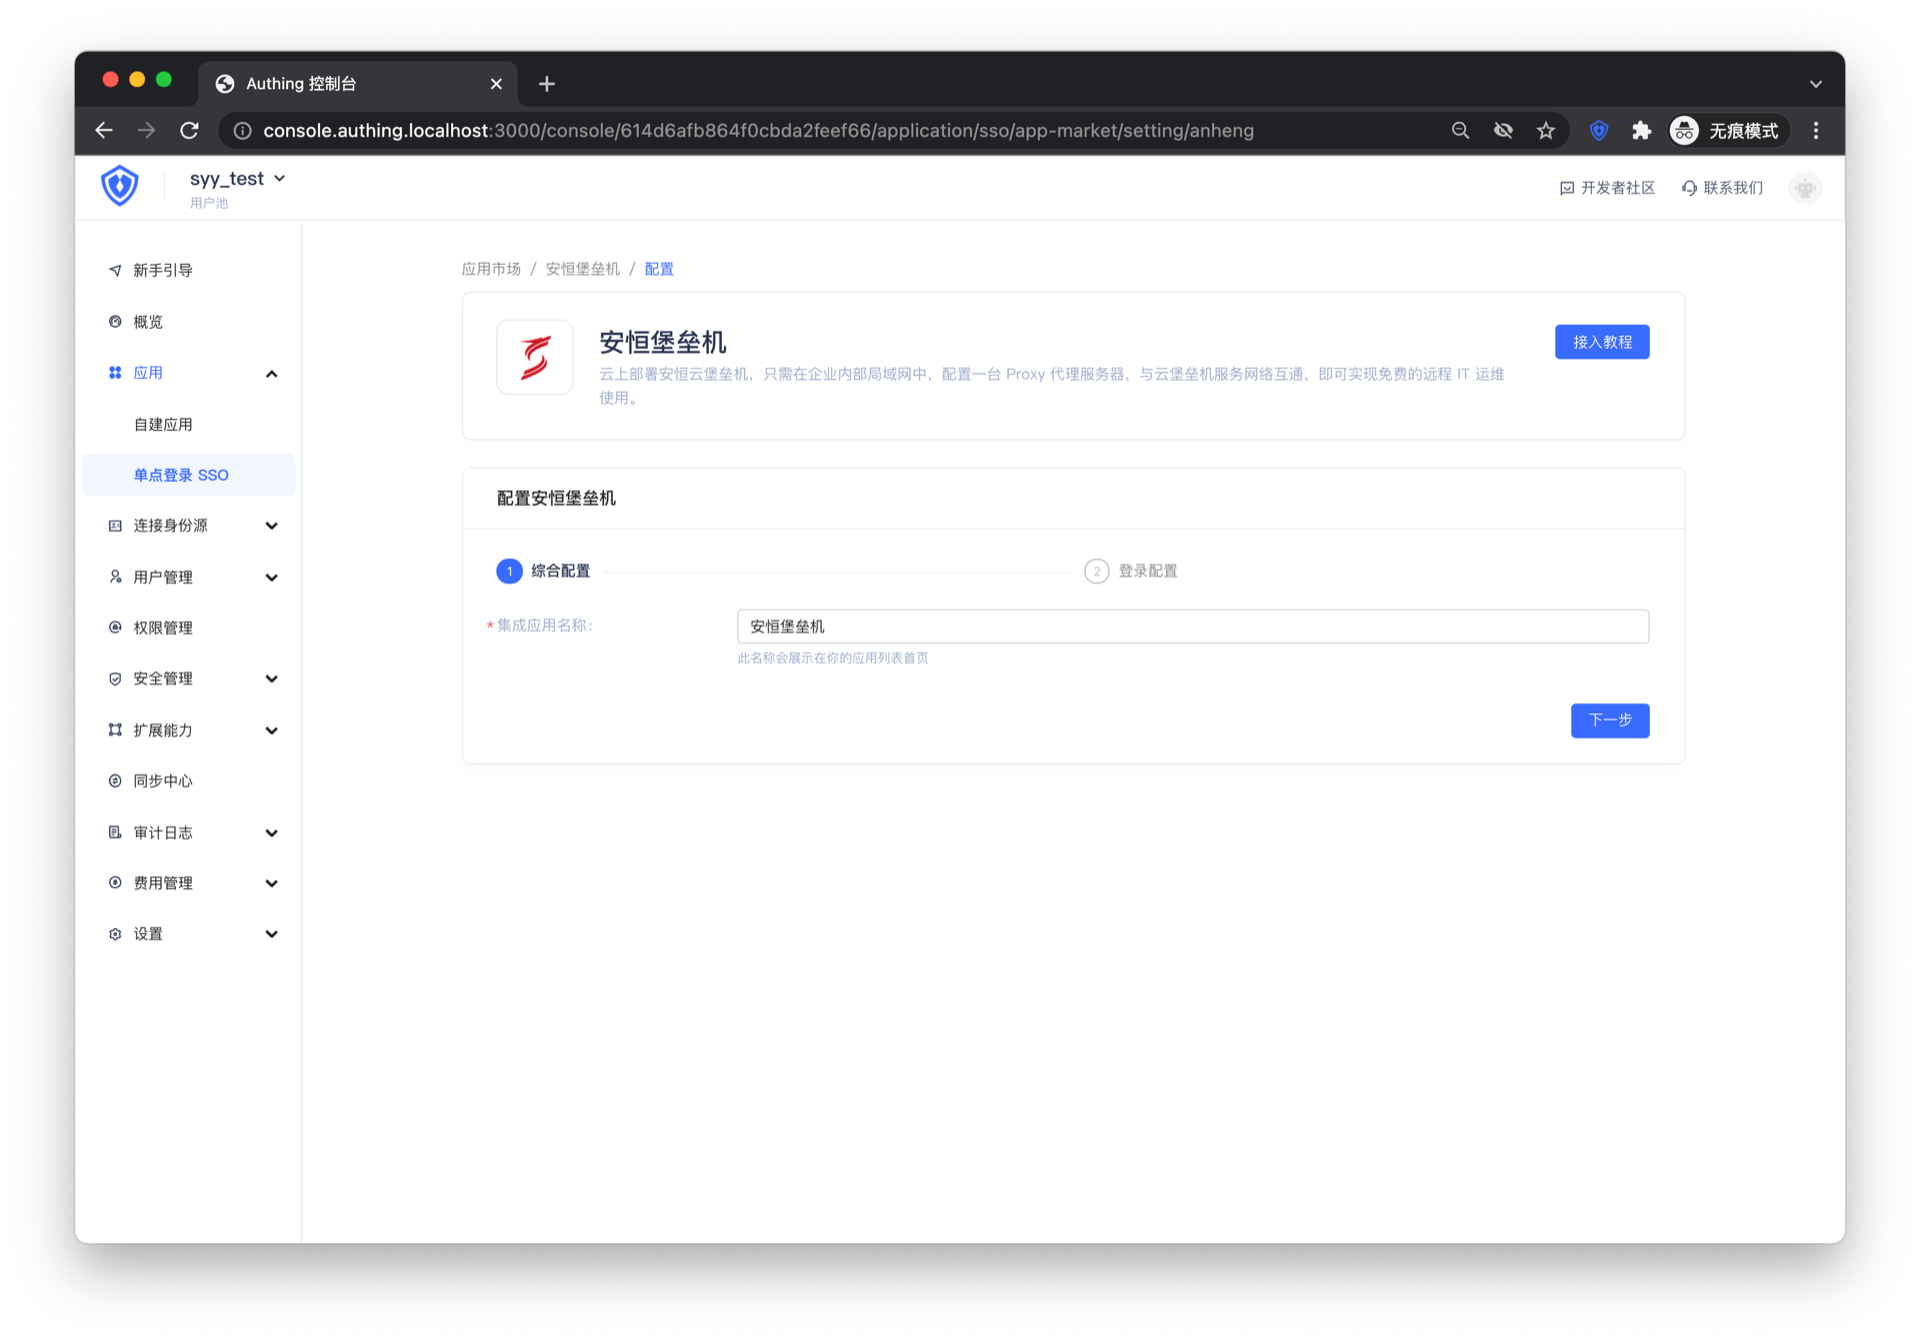 Authing 控制台
console.authing.localhost:3000/console/614d6afb864f0cbda2feef66/application/sso/app-market/setting/anheng
无痕模式
syy_test
用户池
开发者社区
联系我们
新手引导
概览
应用
自建应用
单点登录 SSO
连接身份源
用户管理
权限管理
安全管理
扩展能力
同步中心
审计日志
费用管理
设置
应用市场 / 安恒堡垒机 / 配置
安恒堡垒机
接入教程
云上部署安恒云堡垒机，只需在企业内部局域网中，配置一台 Proxy 代理服务器，与云堡垒机服务网络互通，即可实现免费的远程 IT 运维
使用。
配置安恒堡垒机
1 综合配置
2 登录配置
* 集成应用名称:
安恒堡垒机
此名称会展示在你的应用列表首页
下一步